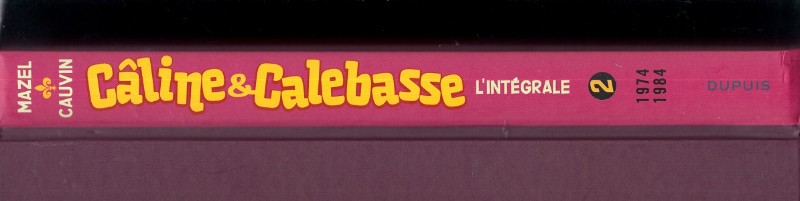 MAZEL
CAUVIN
Câline & Calebasse
L'INTÉGRALE
2
1974
1984
DUPUIS